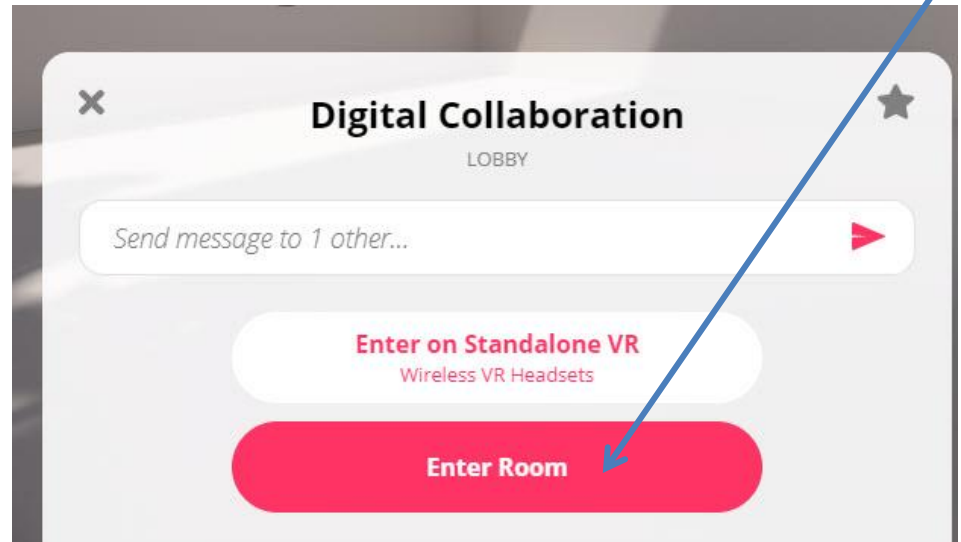 Digital Collaboration
LOBBY
Send message to 1 other...
Enter on Standalone VR
Wireless VR Headsets
Enter Room